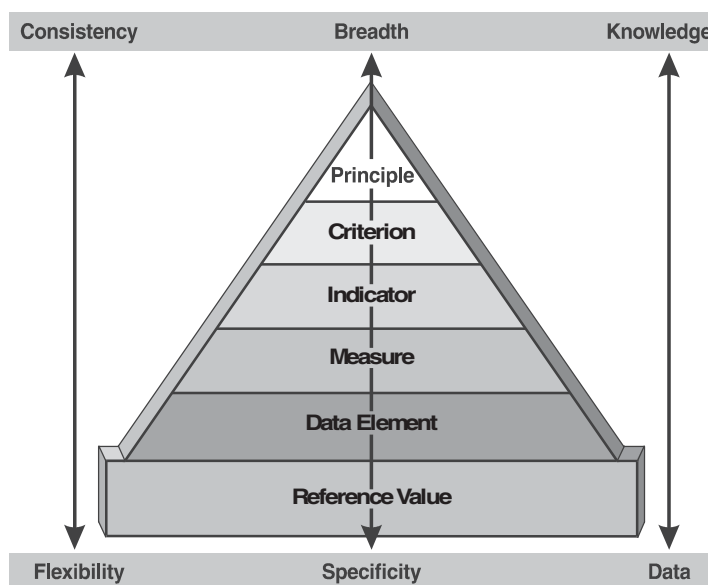 Consistency Breadth Knowledge
Principle
Criterion
Indicator
Measure
Data Element
Reference Value
Flexibility Specificity Data